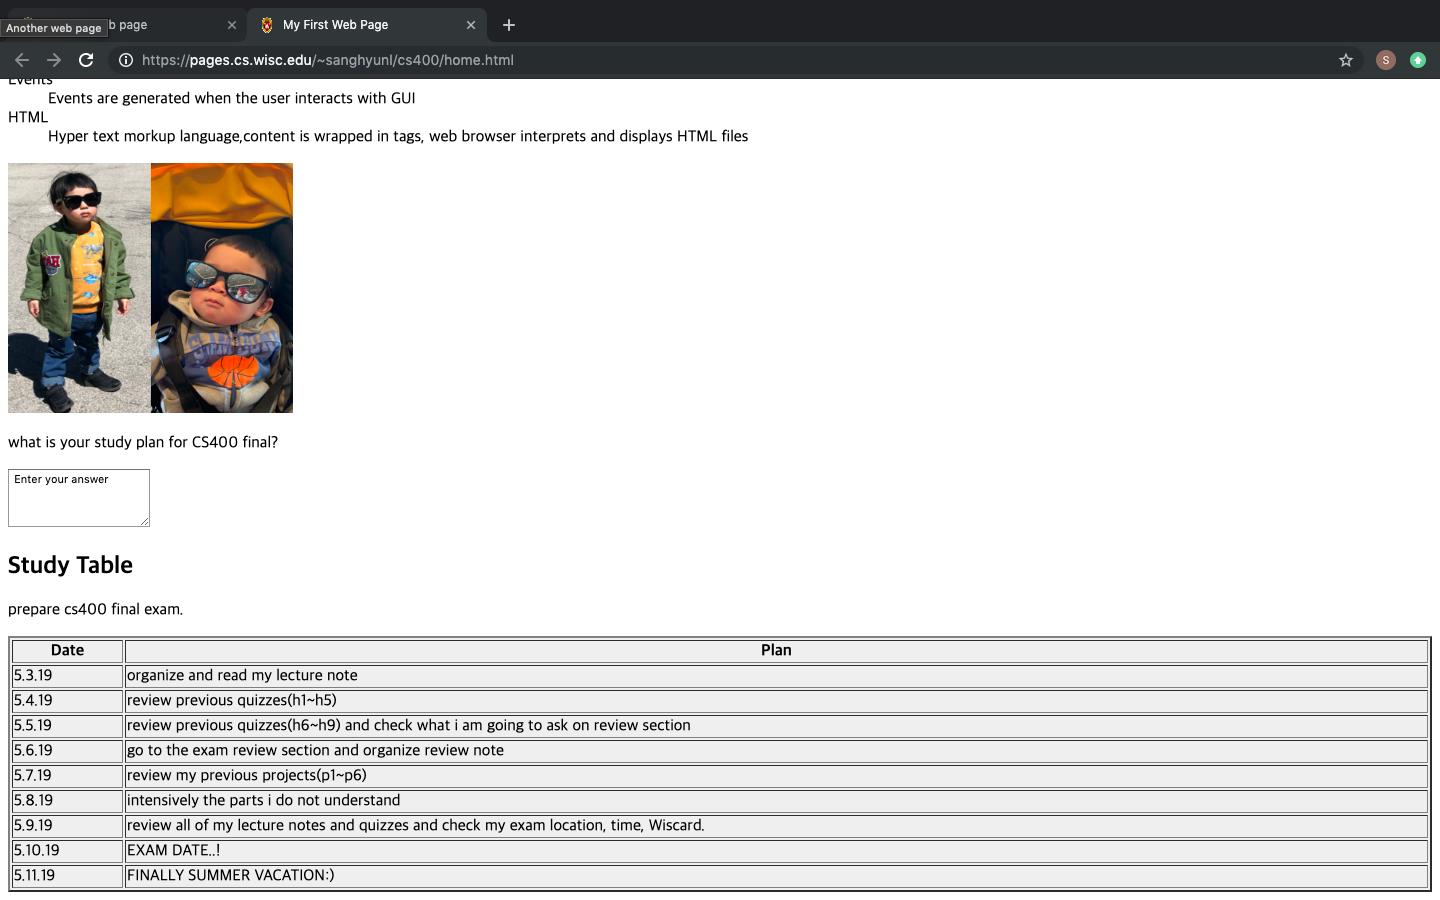 Another web page
b page
My First Web Page
https://pages.cs.wisc.edu/~sanghyunl/cs400/home.html
S
Events
Events are generated when the user interacts with GUI
HTML
Hyper text morkup language,content is wrapped in tags, web browser interprets and displays HTML files
what is your study plan for CS400 final?
Enter your answer
Study Table
prepare cs400 final exam.
Date Plan
5.3.19 organize and read my lecture note
5.4.19 review previous quizzes(h1~h5)
5.5.19 review previous quizzes(h6~h9) and check what i am going to ask on review section
5.6.19 go to the exam review section and organize review note
5.7.19 review my previous projects(p1~p6)
5.8.19 intensively the parts i do not understand
5.9.19 review all of my lecture notes and quizzes and check my exam location, time, Wiscard.
5.10.19 EXAM DATE..!
5.11.19 FINALLY SUMMER VACATION:)